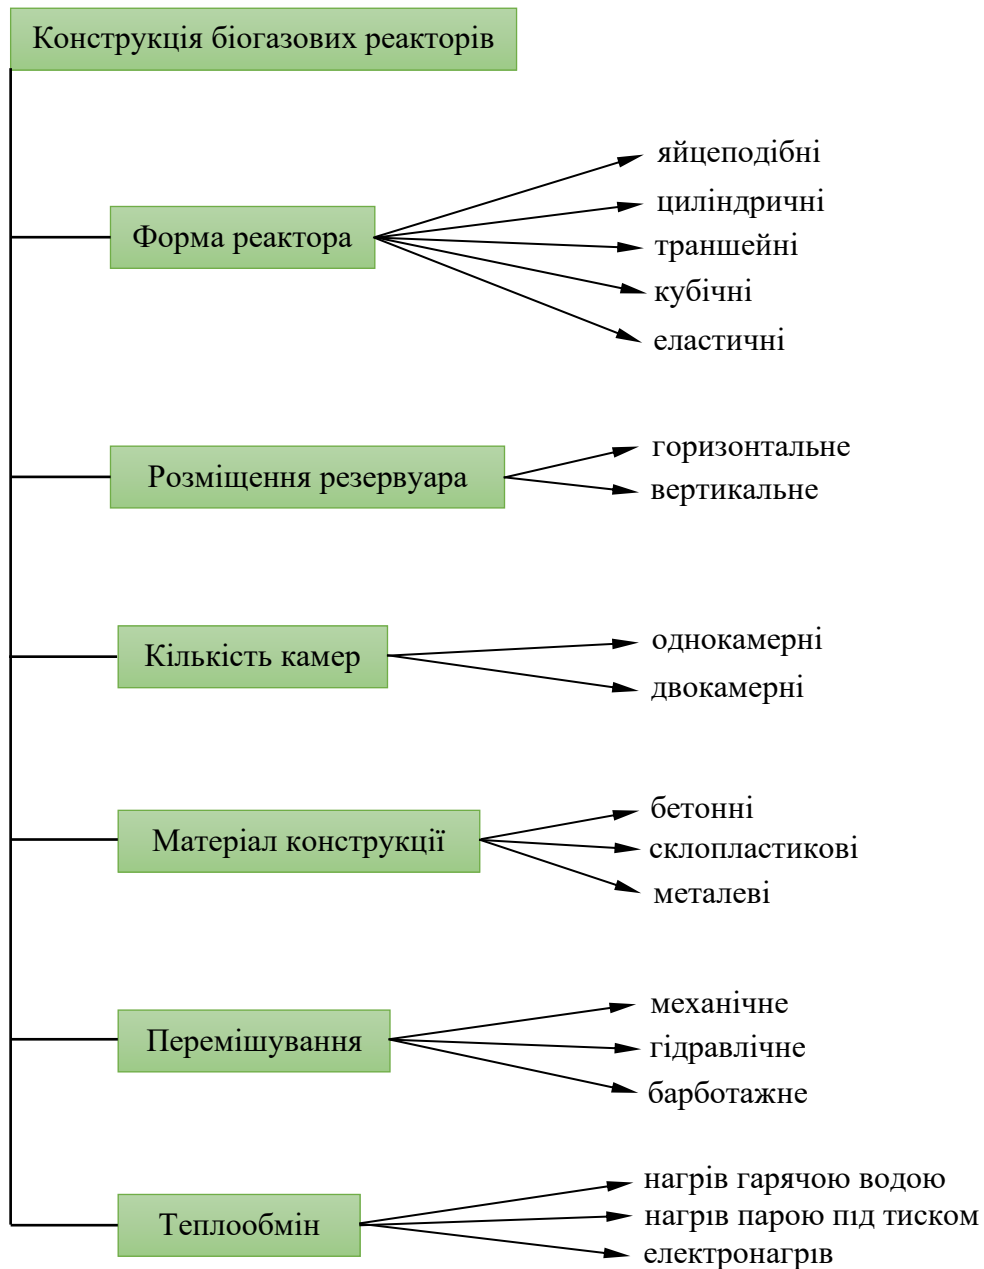 Конструкція біогазових реакторів
Форма реактора
яйцеподібні
циліндричні
траншейні
кубічні
еластичні
Розміщення резервуара
горизонтальне
вертикальне
Кількість камер
однокамерні
двокамерні
Матеріал конструкції
бетонні
склопластикові
металеві
Перемішування
механічне
гідравлічне
барботажне
Теплообмін
нагрів гарячою водою
нагрів парою під тиском
електронагрів